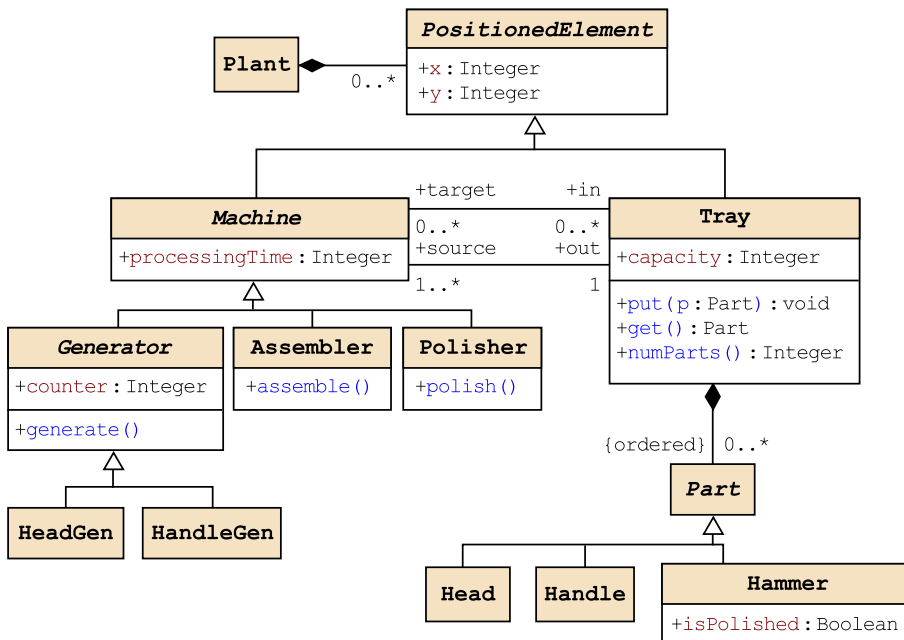 PositionedElement
Plant
+x:Integer
0..*
+y:Integer
+target
+in
Machine
Tray
0..*
0..*
+processingTime:Integer
+source
+out
+capacity:Integer
1..*
1
+put(p:Part):void
+get():Part
+numParts():Integer
Generator
Assembler
Polisher
+counter:Integer
+assemble()
+polish()
+generate()
{ordered}
0..*
Part
HeadGen
HandleGen
Head
Handle
Hammer
+isPolished:Boolean